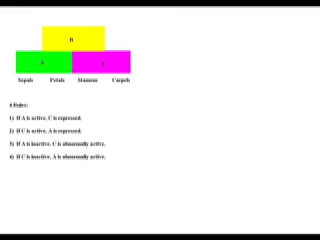 B
A
Sepals Petals Stamens Carpels
4 Rules:
1) If A is active, C is repressed.
2) If C is active, A is repressed.
3) If A is inactive, C is abnormally active.
4) If C is inactive, A is abnormally active.